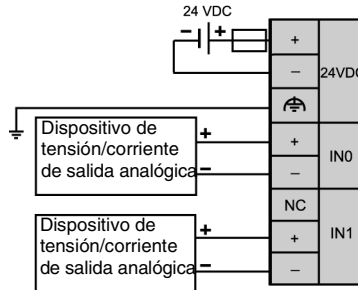 24 VDC
− + +
−
24VDC
Dispositivo de
tensión/corriente
de salida analógica
+ +
− −
IN0
NC
Dispositivo de
tensión/corriente
de salida analógica
+ +
− −
IN1